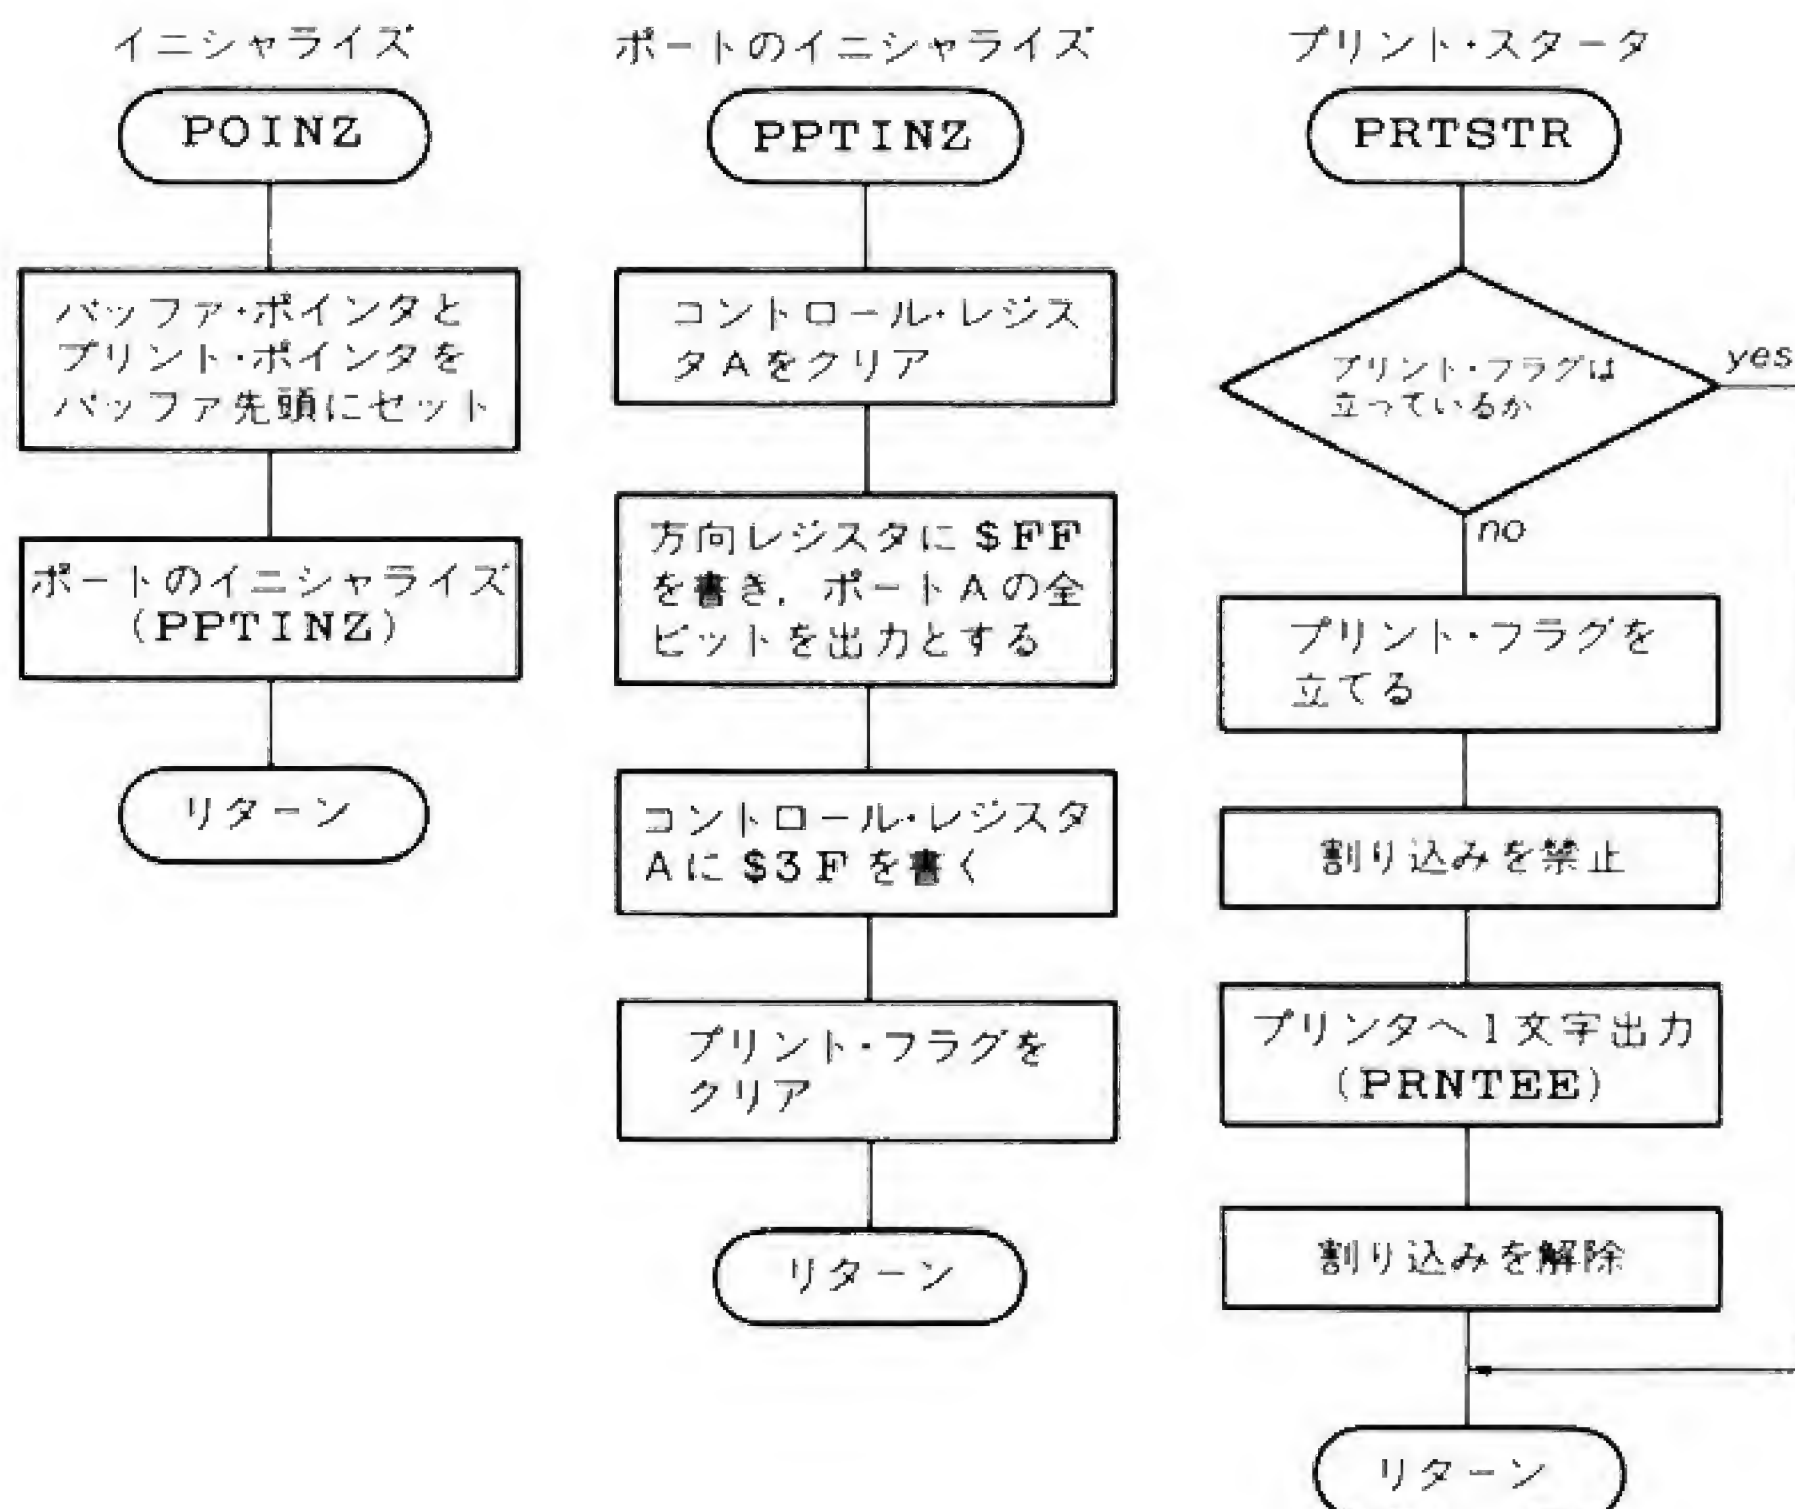 イニシャライズ
POINZ
バッファ・ポインタと
プリント・ポインタを
バッファ先頭にセット
ポートのイニシャライズ
(PPTINZ)
リターン
ポートのイニシャライズ
PPTINZ
コントロール・レジス
タAをクリア
方向レジスタに $FF
を書き，ポートAの全
ビットを出力とする
コントロール・レジスタ
Aに $3F を書く
プリント・フラグを
クリア
リターン
プリント・スタータ
PRTSTR
プリント・フラグは
立っているか
yes
no
プリント・フラグを
立てる
割り込みを禁止
プリンタへ1文字出力
(PRNTEE)
割り込みを解除
リターン